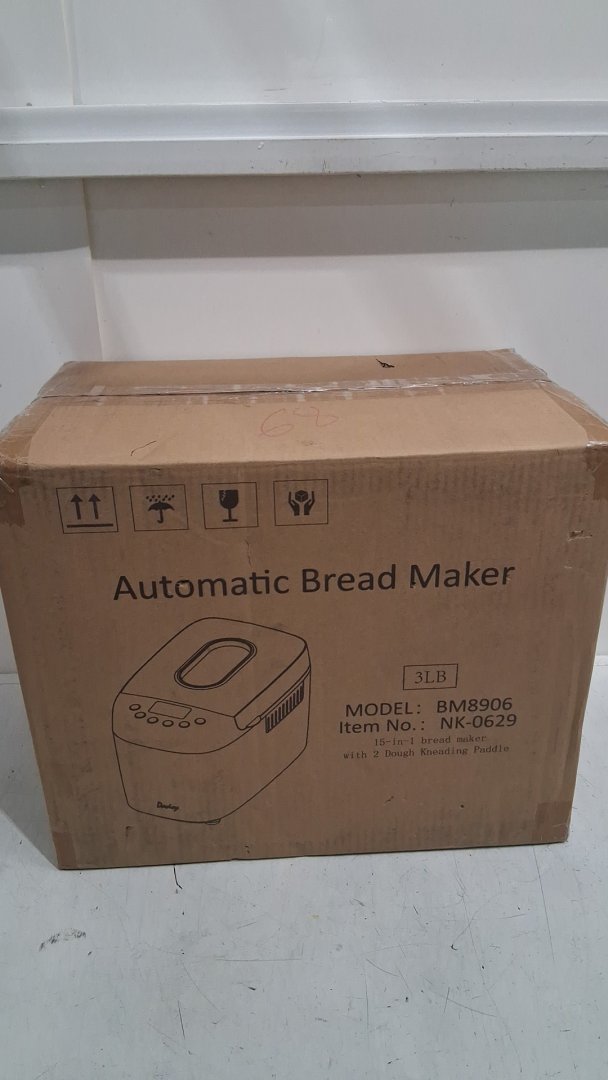 68
Automatic Bread Maker
3LB
MODEL: BM8906
Item No.: NK-0629
15-in-1 bread maker
with 2 Dough Kneading Paddle